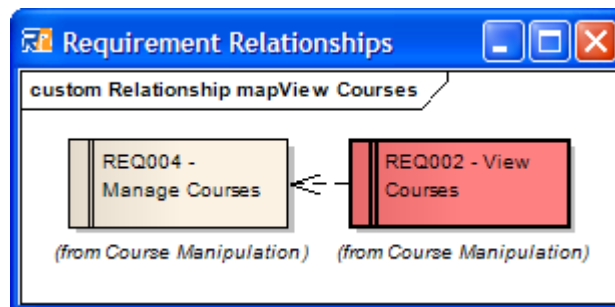 Requirement Relationships
custom Relationship mapView Courses
REQ004 -
Manage Courses
REQ002 - View
Courses
(from Course Manipulation)
(from Course Manipulation)